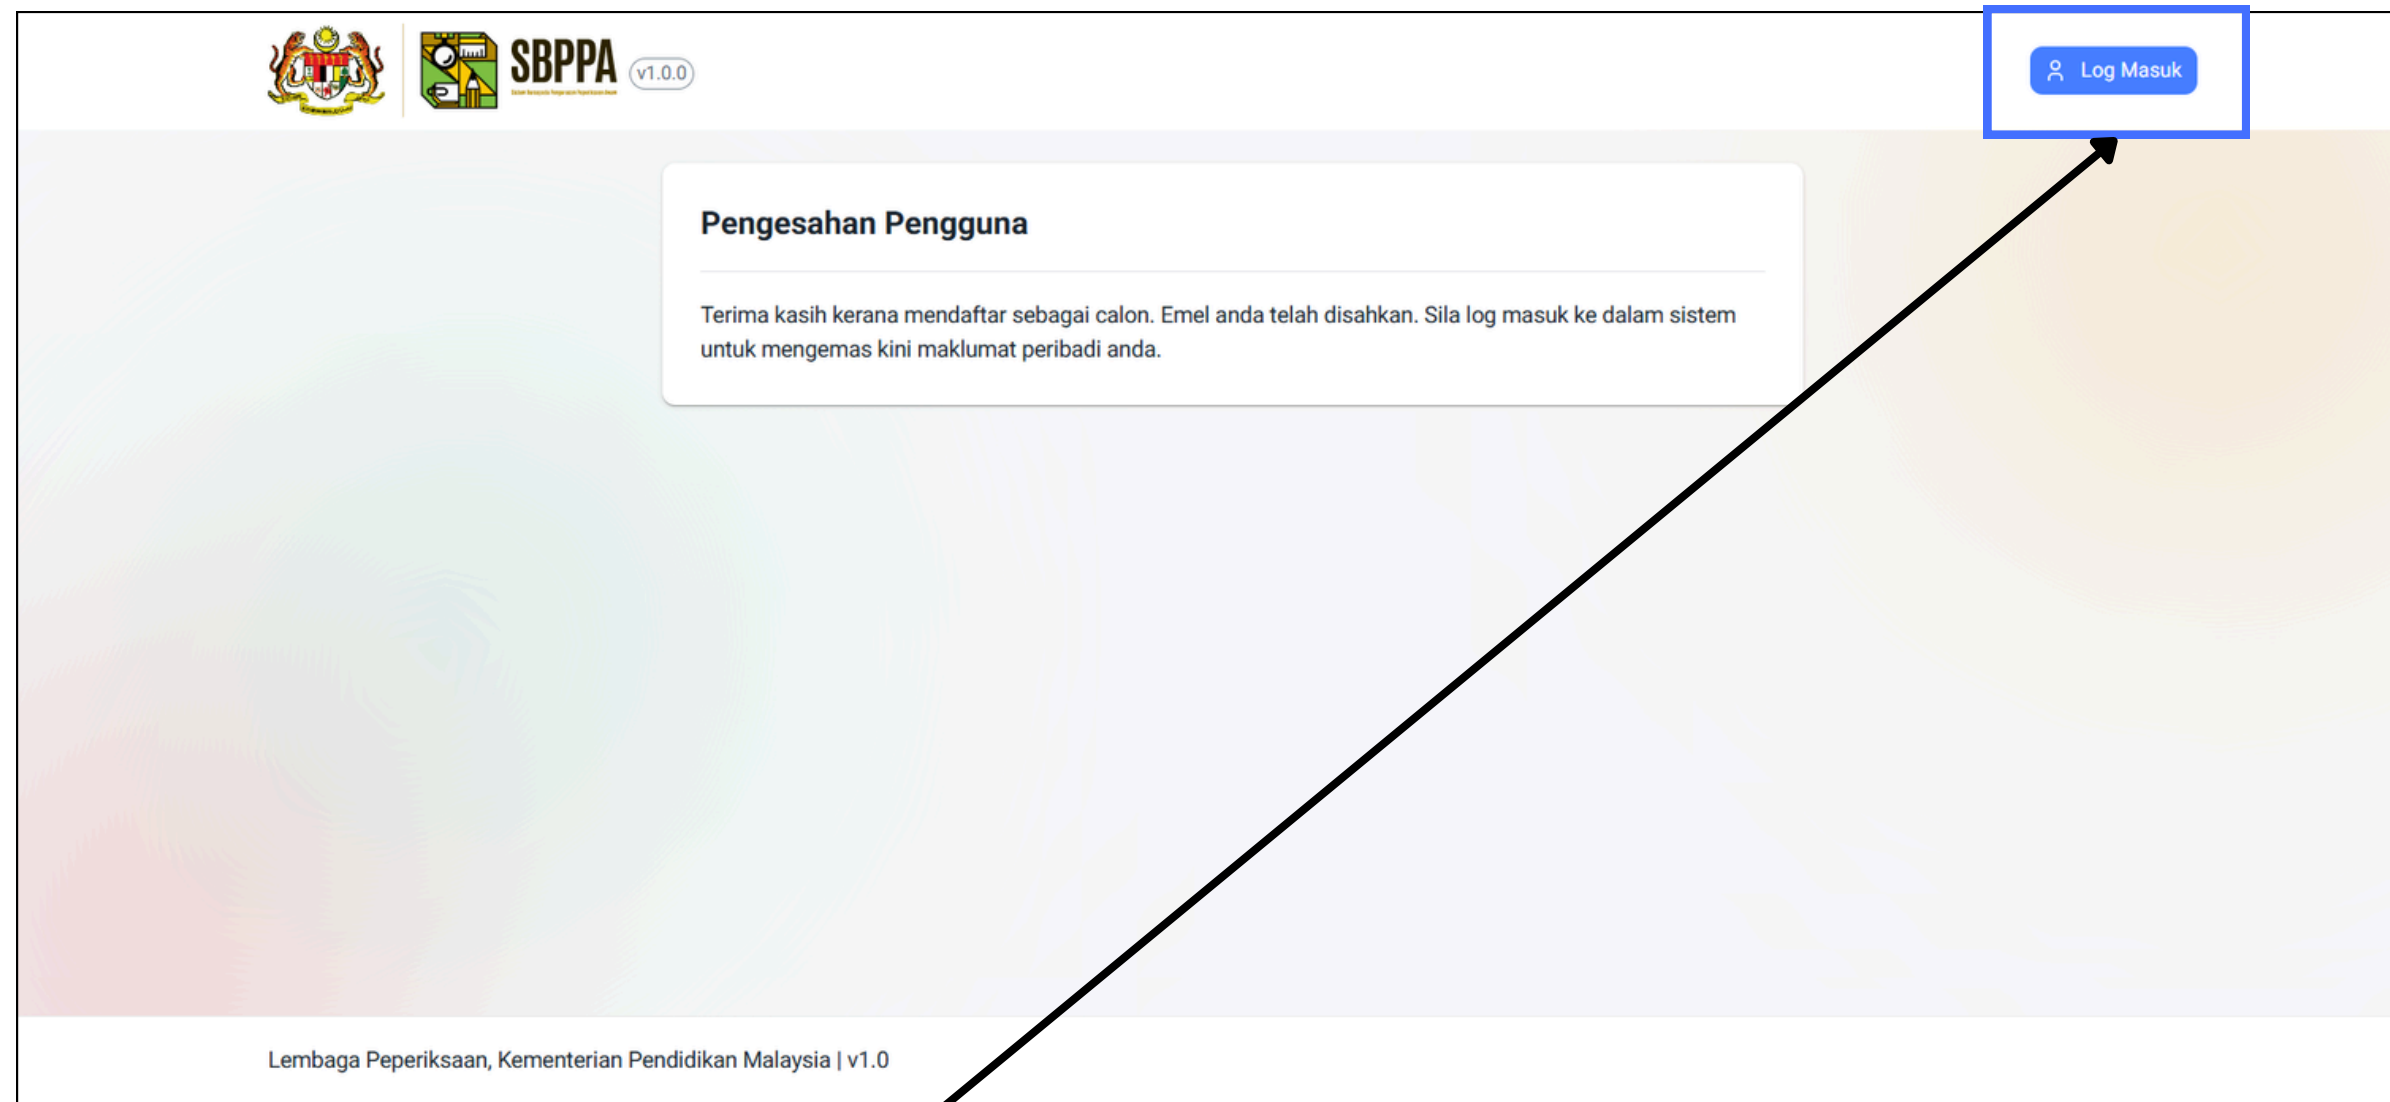 SBPPA
v1.0.0
Log Masuk
Pengesahan Pengguna
Terima kasih kerana mendaftar sebagai calon. Emel anda telah disahkan. Sila log masuk ke dalam sistem
untuk mengemas kini maklumat peribadi anda.
Lembaga Peperiksaan, Kementerian Pendidikan Malaysia | v1.0